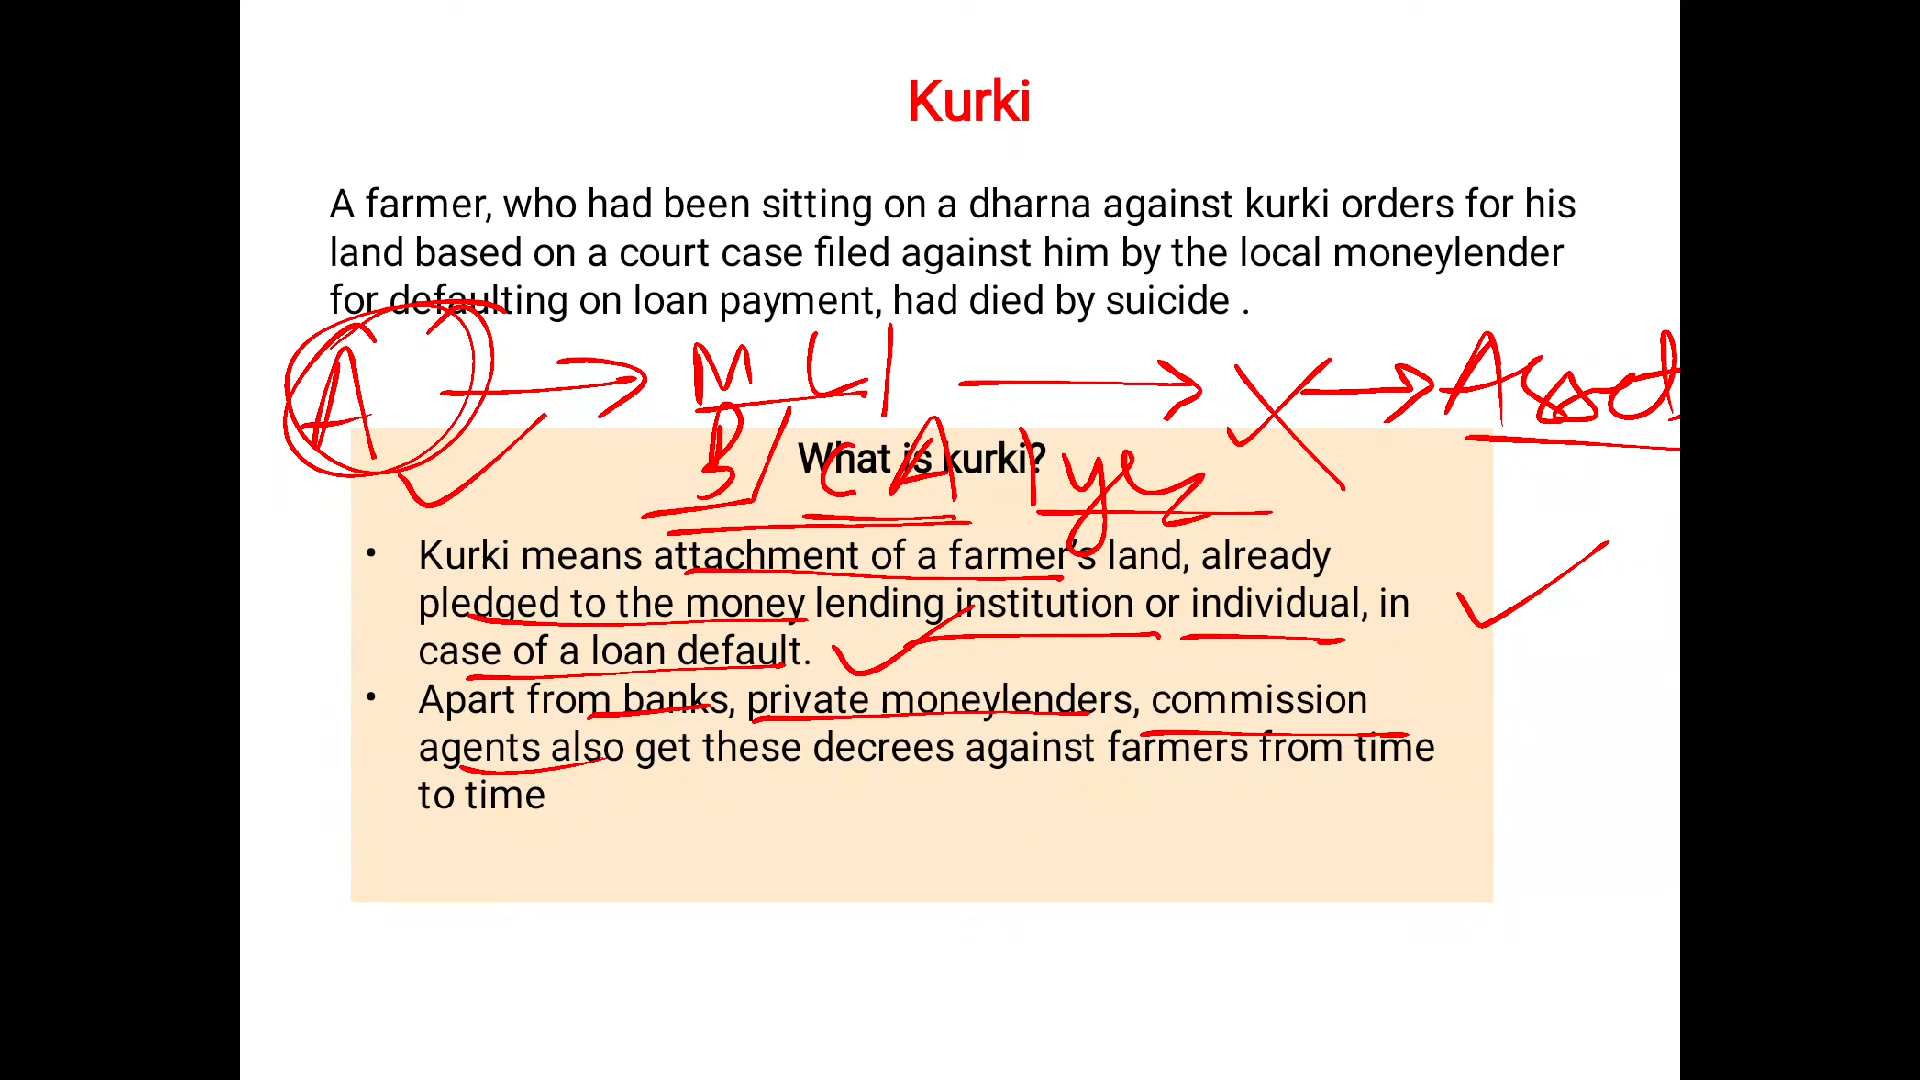 Kurki
A farmer, who had been sitting on a dharna against kurki orders for his
land based on a court case filed against him by the local moneylender
for defaulting on loan payment, had died by suicide .
A M L Asset
B/ CA 1yer
What is kurki?
• Kurki means attachment of a farmer's land, already
pledged to the money lending institution or individual, in
case of a loan default.
• Apart from banks, private moneylenders, commission
agents also get these decrees against farmers from time
to time